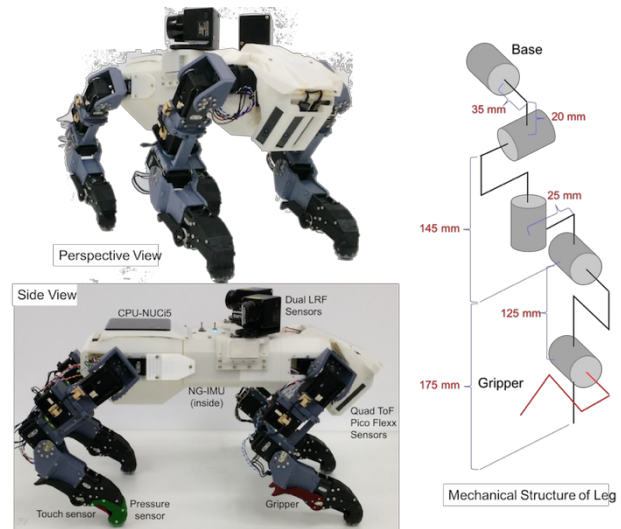 Perspective View
Side View
CPU-NUCi5
Dual LRF
Sensors
NG-IMU
(inside)
Quad ToF
Pico Flexx
Sensors
Touch sensor
Pressure
sensor
Gripper
Base
35 mm
20 mm
25 mm
145 mm
125 mm
175 mm
Gripper
Mechanical Structure of Leg